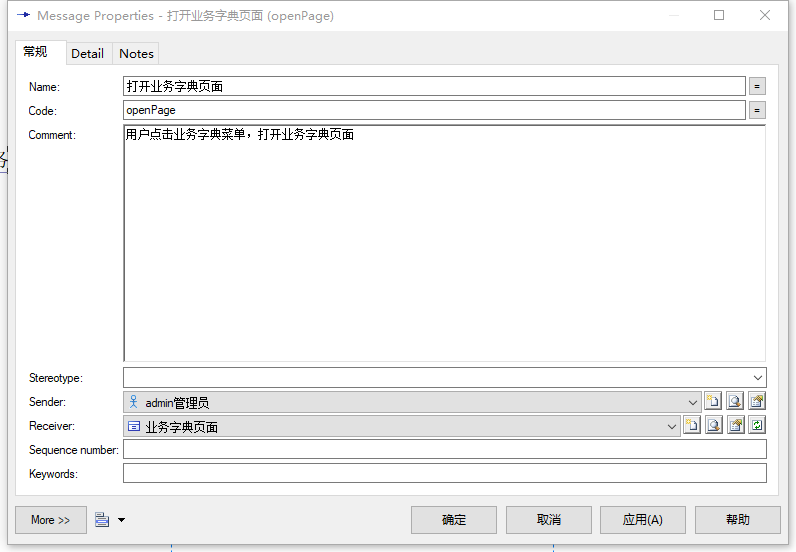 Message Properties - 打开业务字典页面 (openPage)
常规 Detail Notes
Name: 打开业务字典页面 =
Code: openPage =
Comment: 用户点击业务字典菜单，打开业务字典页面
Stereotype:
Sender: admin管理员
Receiver: 业务字典页面
Sequence number:
Keywords:
More >> 确定 取消 应用(A) 帮助